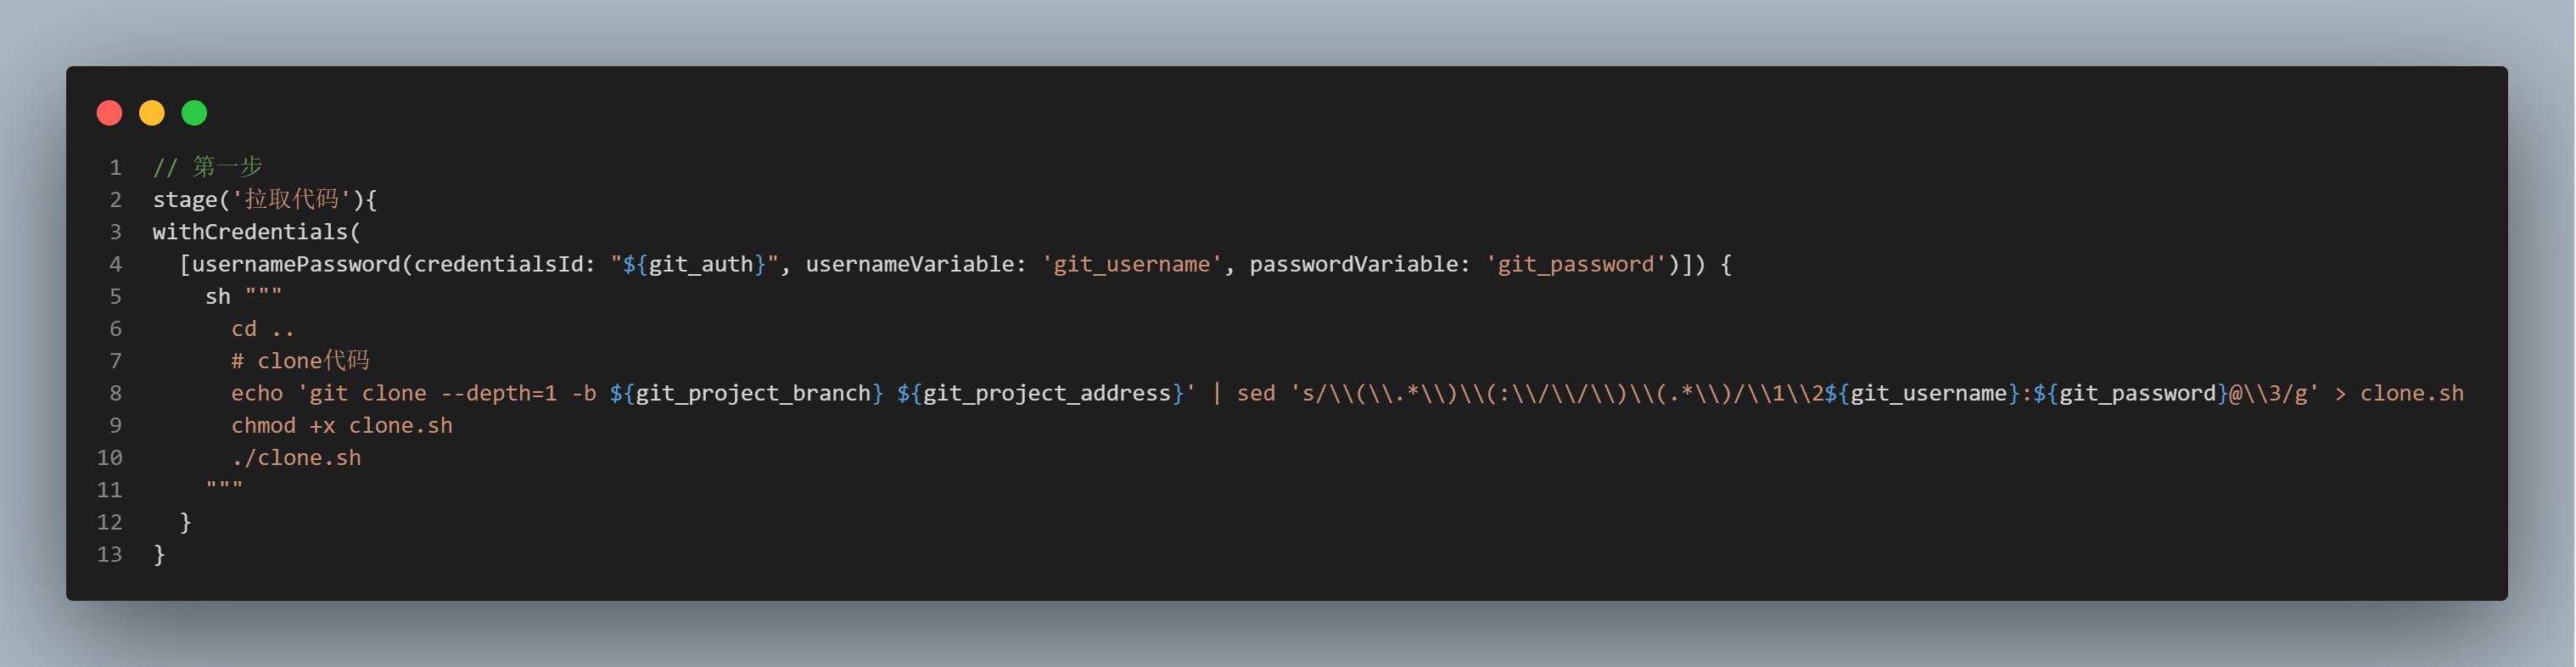 1 // 第一步
2 stage('拉取代码'){
3 withCredentials(
4   [usernamePassword(credentialsId: "${git_auth}", usernameVariable: 'git_username', passwordVariable: 'git_password')]) {
5     sh """
6       cd ..
7       # clone代码
8       echo 'git clone --depth=1 -b ${git_project_branch} ${git_project_address}' | sed 's/\\(\\.*\\)\\(:\\/\\/\\)\\(.*\\)/\\1\\2${git_username}:${git_password}@\\3/g' > clone.sh
9       chmod +x clone.sh
10       ./clone.sh
11     """
12   }
13 }